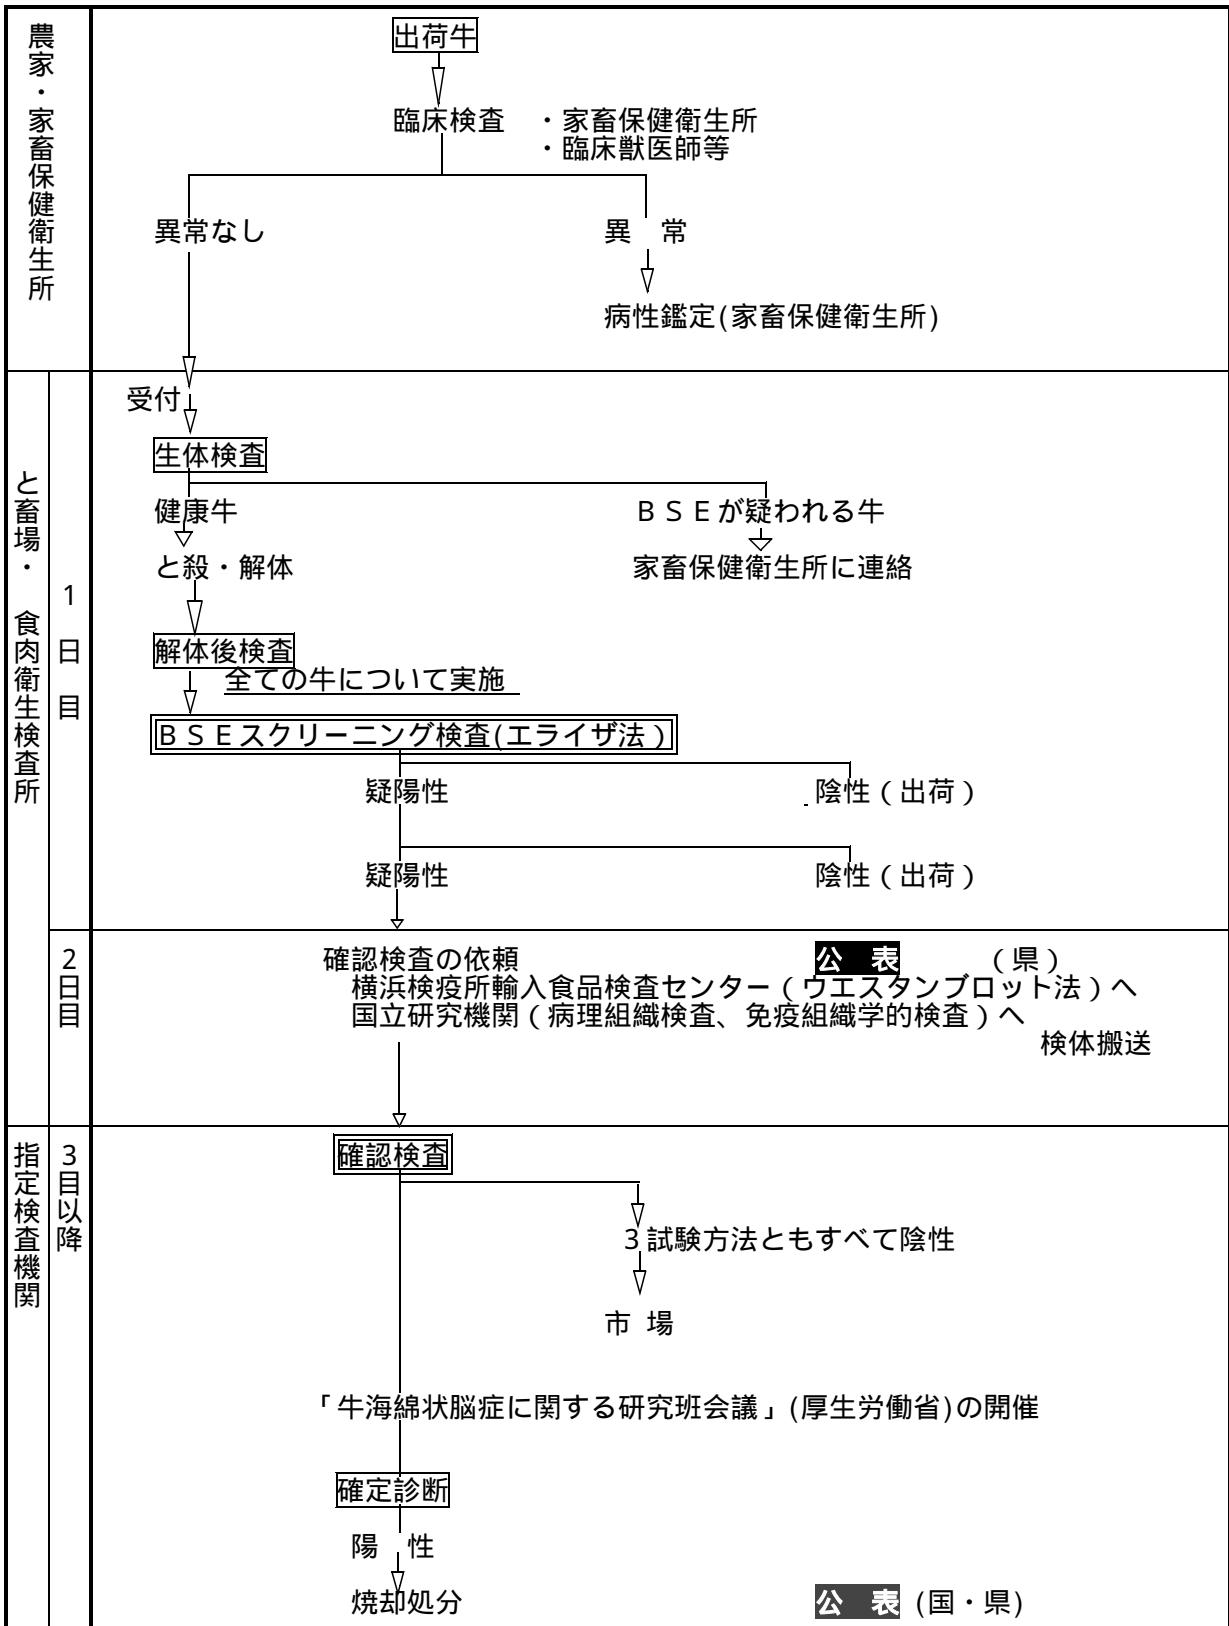 農家・家畜保健衛生所
出荷牛
臨床検査 ・家畜保健衛生所
・臨床獣医師等
異常なし 異 常
病性鑑定(家畜保健衛生所)
と畜場・ 食肉衛生検査所
1 日 目
受付
生体検査
健康牛 ＢＳＥが疑われる牛
と殺・解体 家畜保健衛生所に連絡
解体後検査
全ての牛について実施
ＢＳＥスクリーニング検査(エライザ法）
疑陽性 陰性（出荷）
疑陽性 陰性（出荷）
2日目
確認検査の依頼 公 表 （県）
横浜検疫所輸入食品検査センター（ウエスタンブロット法）へ
国立研究機関（病理組織検査、免疫組織学的検査）へ
検体搬送
指定検査機関
3目以降
確認検査
3試験方法ともすべて陰性
市 場
「牛海綿状脳症に関する研究班会議」(厚生労働省)の開催
確定診断
陽 性
焼却処分 公 表 (国・県)